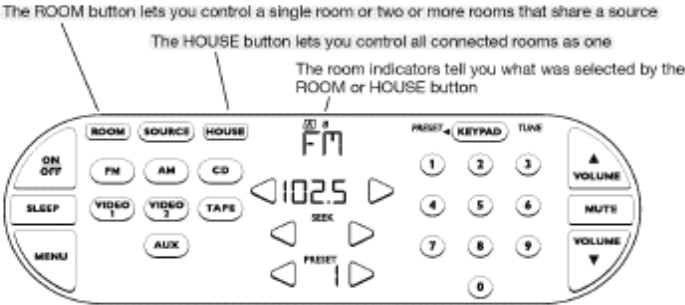 The ROOM button lets you control a single room or two or more rooms that share a source
The HOUSE button lets you control all connected rooms as one
The room indicators tell you what was selected by the
ROOM or HOUSE button
ROOM SOURCE HOUSE
A B
FM
PRESET KEYPAD TUNE
ON
OFF
FM AM CD
1 2 3
VOLUME
102.5
SLEEP
VIDEO
1
VIDEO
2
TAPE
SEEK
4 5 6
MUTE
MENU
AUX
7 8 9
VOLUME
PRESET
1
0